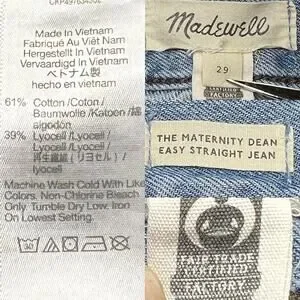 Made In Vietnam
Fabriqué Au Viêt Nam
Hergestellt In Vietnam
Vervaardigd In Vietnam
ベトナム製
hecho en vietnam
61% Cotton/Coton/
Baumwolle/Katoen/綿
algodón
39% Lyocell/Lyocell/
Lyocell/Lyocell/
再生繊維(リヨセル)/
Lyocell
Machine Wash Cold With Like
Colors. Non-Chlorine Bleach
Only. Tumble Dry Low. Iron
On Lowest Setting.
Madewell
29
CERTIFIED
FACTORY
THE MATERNITY DEAN
EASY STRAIGHT JEAN
FAIR TRADE
CERTIFIED
FACTORY